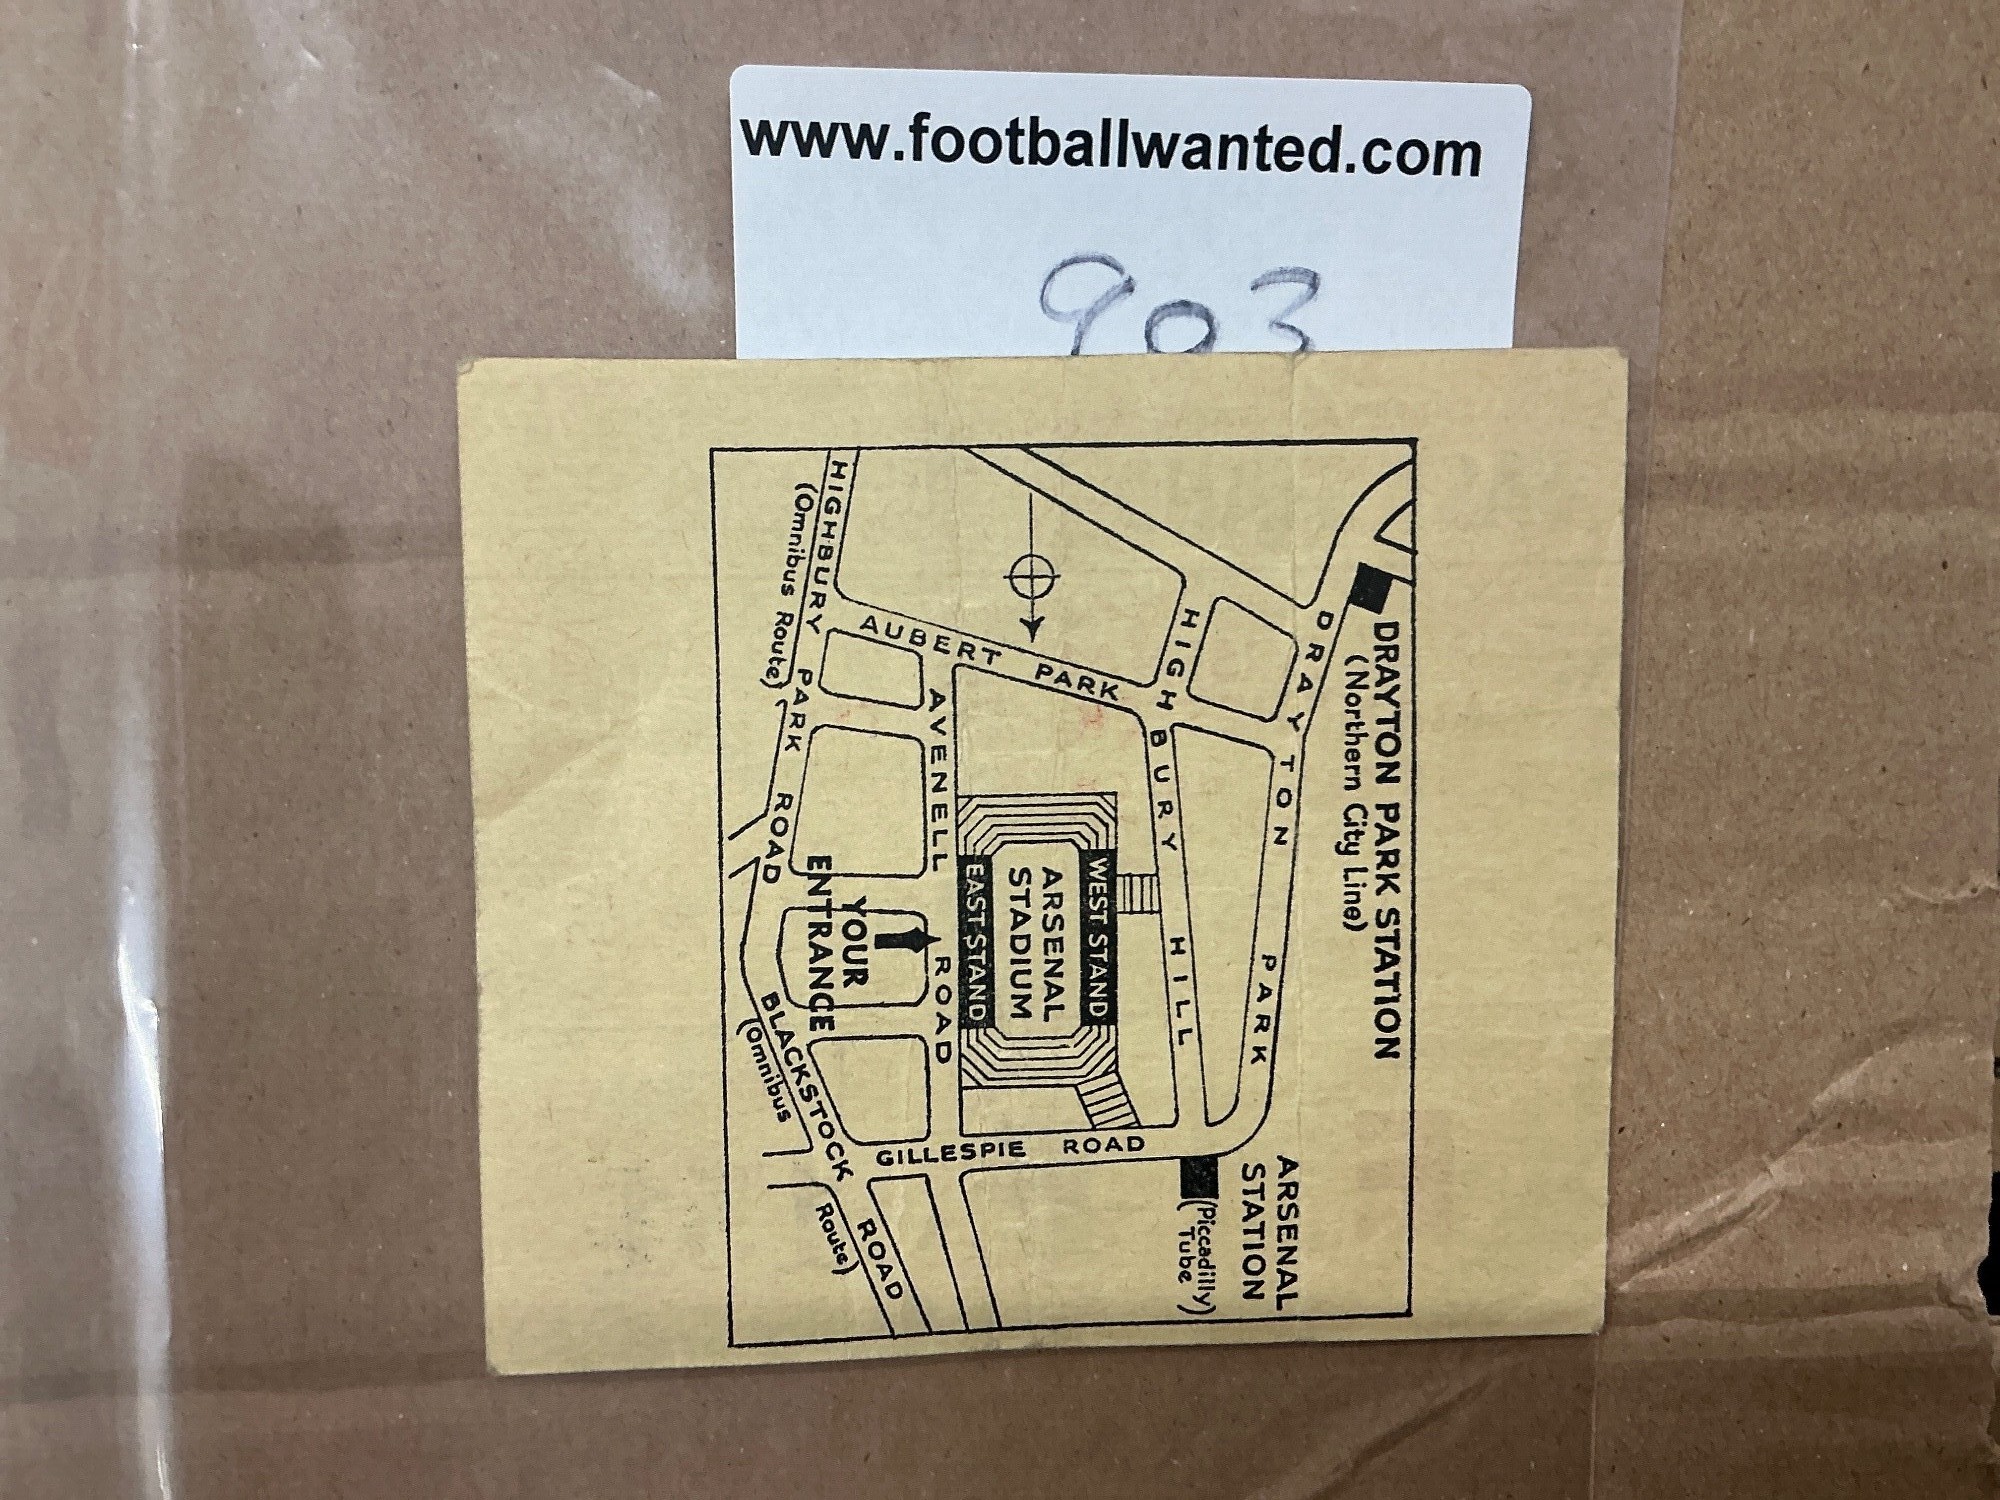 www.footballwanted.com
903
DRAYTON PARK STATION
(Northern City Line)
DRAYTON PARK
HIGHBURY HILL
ARSENAL
STATION
(Piccadilly
Tube)
AUBERT PARK
WEST STAND
ARSENAL
STADIUM
EAST STAND
AVENELL ROAD
GILLESPIE ROAD
YOUR
ENTRANCE
HIGHBURY PARK ROAD
(Omnibus Route)
BLACKSTOCK ROAD
(Omnibus Route)